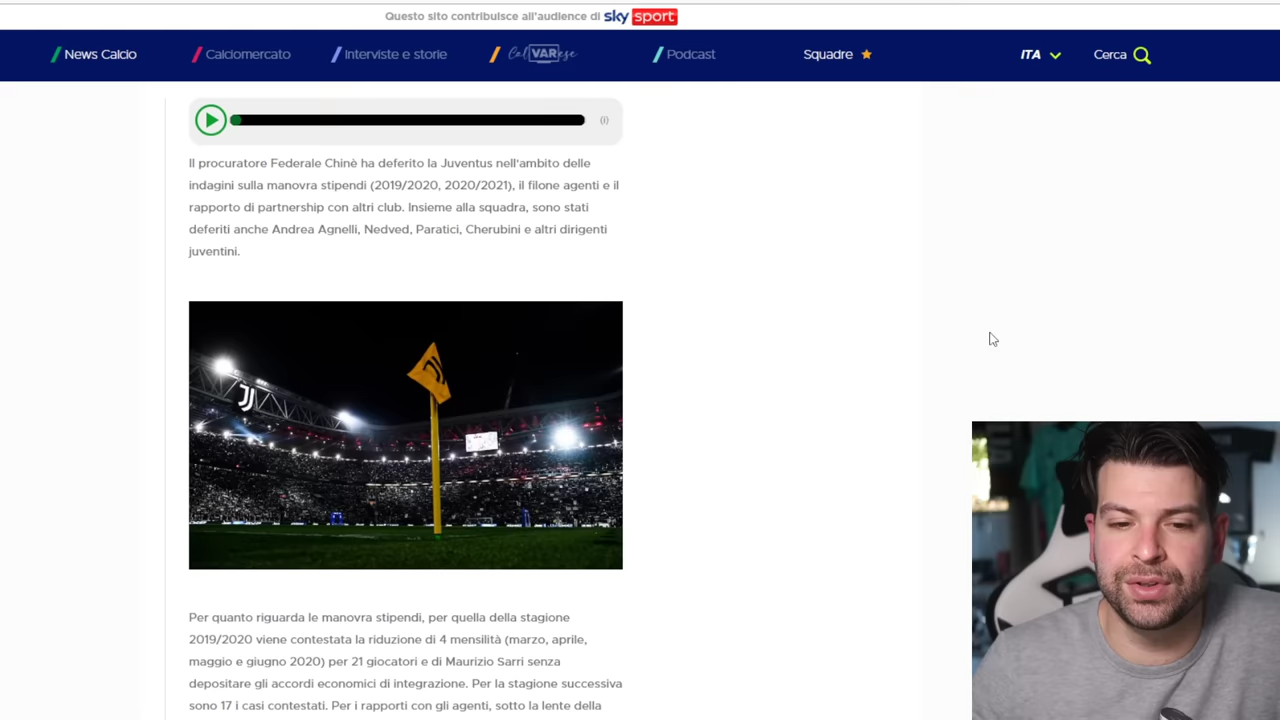 Questo sito contribuisce all'audience di sky sport
News Calcio Calciomercato Interviste e storie CalVARese Podcast Squadre ITA Cerca
Il procuratore Federale Chinè ha deferito la Juventus nell'ambito delle
indagini sulla manovra stipendi (2019/2020, 2020/2021), il filone agenti e il
rapporto di partnership con altri club. Insieme alla squadra, sono stati
deferiti anche Andrea Agnelli, Nedved, Paratici, Cherubini e altri dirigenti
juventini.
Per quanto riguarda le manovra stipendi, per quella della stagione
2019/2020 viene contestata la riduzione di 4 mensilità (marzo, aprile,
maggio e giugno 2020) per 21 giocatori e di Maurizio Sarri senza
depositare gli accordi economici di integrazione. Per la stagione successiva
sono 17 i casi contestati. Per i rapporti con gli agenti, sotto la lente della